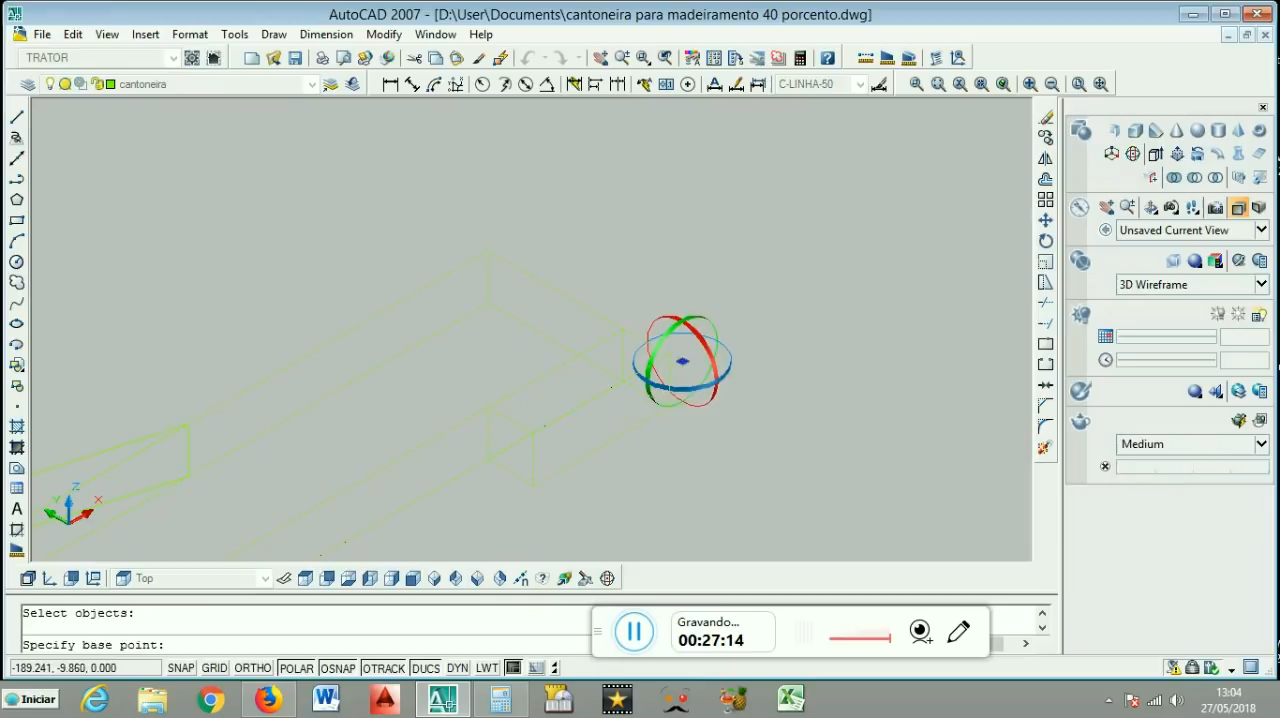 AutoCAD 2007 - [D:\User\Documents\cantoneira para madeiramento 40 porcento.dwg]
File Edit View Insert Format Tools Draw Dimension Modify Window Help
TRATOR
cantoneira
C-LINHA-50
Unsaved Current View
3D Wireframe
Medium
Z
Y
X
Top
Select objects:
Specify base point:
Gravando...
00:27:14
-189.241, -9.860, 0.000
SNAP GRID ORTHO POLAR OSNAP OTRACK DUCS DYN LWT
Iniciar
13:04
27/05/2018